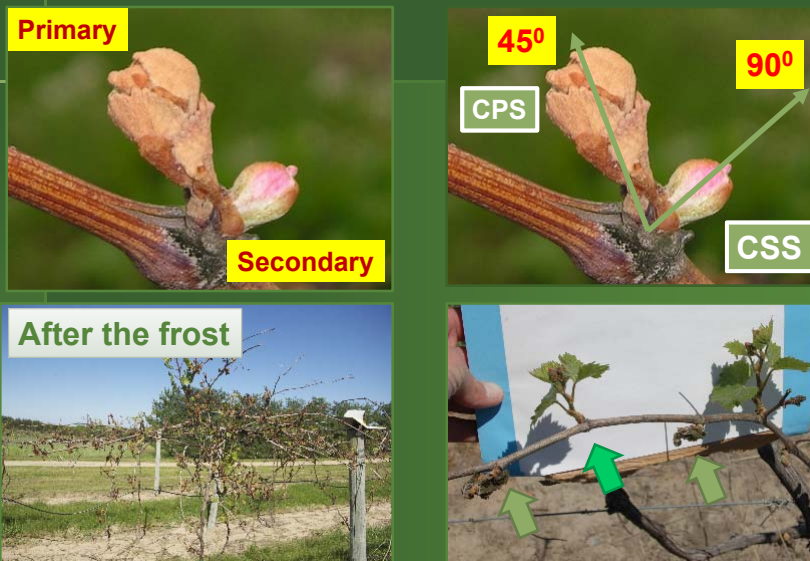 Primary
Secondary
45⁰
90⁰
CPS
CSS
After the frost